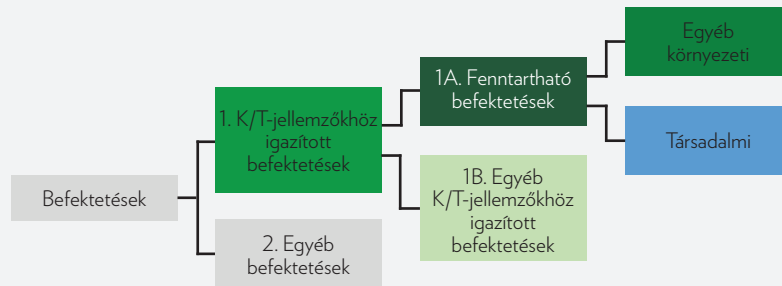 Befektetések
1. K/T-jellemzőkhöz
igazított
befektetések
2. Egyéb
befektetések
1A. Fenntartható
befektetések
1B. Egyéb
K/T-jellemzőkhöz
igazított
befektetések
Egyéb
környezeti
Társadalmi